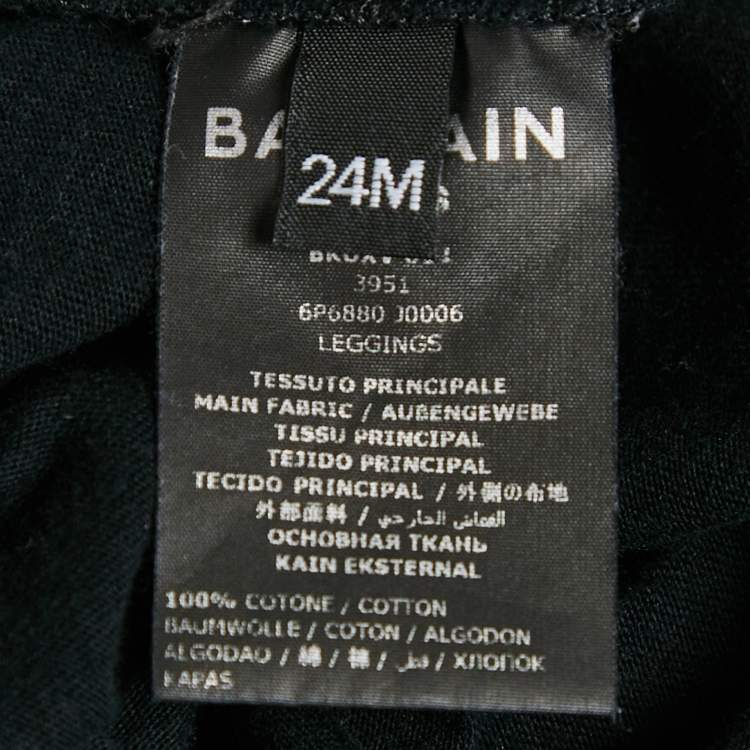 BA AIN
24M
3951
6P6880 J0006
LEGGINGS
TESSUTO PRINCIPALE
MAIN FABRIC / AUßENGEWEBE
TISSU PRINCIPAL
TEJIDO PRINCIPAL
TECIDO PRINCIPAL / 外側の布地
外部面料 / القماش الخارجي
ОСНОВНАЯ ТКАНЬ
KAIN EKSTERNAL
100% COTONE / COTTON
BAUMWOLLE / COTON / ALGODON
ALGODAO / 綿 / 棉 / قطن / ХЛОПОК
KAPAS